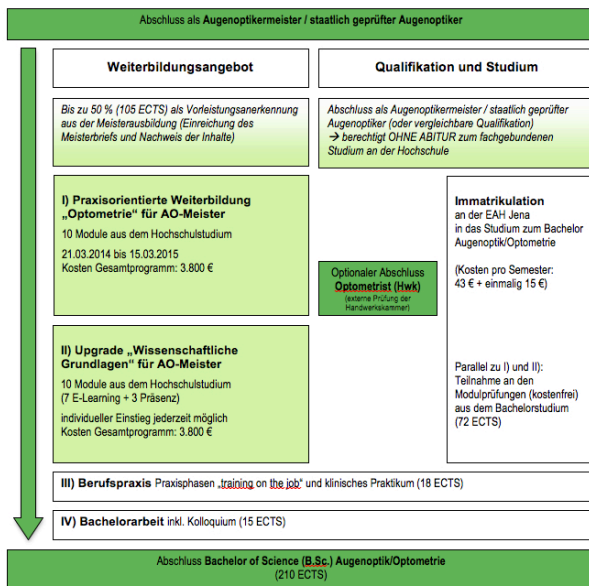 Abschluss als Augenoptikermeister / staatlich geprüfter Augenoptiker
Weiterbildungsangebot
Qualifikation und Studium
Bis zu 50 % (105 ECTS) als Vorleistungsanerkennung
aus der Meisterausbildung (Einreichung des
Meisterbriefs und Nachweis der Inhalte)
Abschluss als Augenoptikermeister / staatlich geprüfter
Augenoptiker (oder vergleichbare Qualifikation)
→ berechtigt OHNE ABITUR zum fachgebundenen
Studium an der Hochschule
I) Praxisorientierte Weiterbildung
„Optometrie“ für AO-Meister
10 Module aus dem Hochschulstudium
21.03.2014 bis 15.03.2015
Kosten Gesamtprogramm: 3.800 €
Optionaler Abschluss
Optometrist (Hwk)
(externe Prüfung der
Handwerkskammer)
Immatrikulation
an der EAH Jena
in das Studium zum Bachelor
Augenoptik/Optometrie
(Kosten pro Semester:
43 € + einmalig 15 €)
II) Upgrade „Wissenschaftliche
Grundlagen“ für AO-Meister
10 Module aus dem Hochschulstudium
(7 E-Learning + 3 Präsenz)
individueller Einstieg jederzeit möglich
Kosten Gesamtprogramm: 3.800 €
Parallel zu I) und II):
Teilnahme an den
Modulprüfungen (kostenfrei)
aus dem Bachelorstudium
(72 ECTS)
III) Berufspraxis Praxisphasen „training on the job“ und klinisches Praktikum (18 ECTS)
IV) Bachelorarbeit inkl. Kolloquium (15 ECTS)
Abschluss Bachelor of Science (B.Sc.) Augenoptik/Optometrie
(210 ECTS)